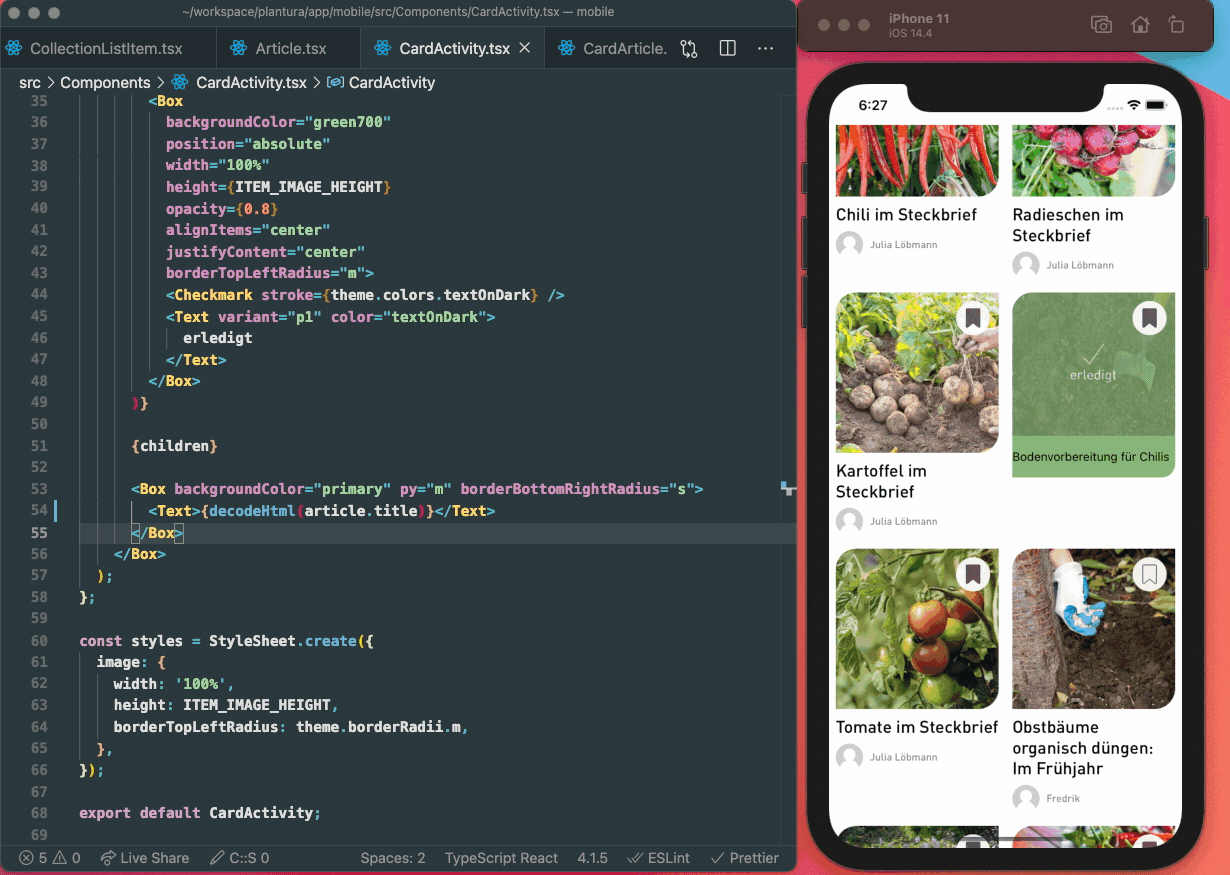 ~/workspace/plantura/app/mobile/src/Components/CardActivity.tsx — mobile
CollectionListItem.tsx
Article.tsx
CardActivity.tsx
CardArticle.
src > Components > CardActivity.tsx > CardActivity
35 <Box
36 backgroundColor="green700"
37 position="absolute"
38 width="100%"
39 height={ITEM_IMAGE_HEIGHT}
40 opacity={0.8}
41 alignItems="center"
42 justifyContent="center"
43 borderTopLeftRadius="m">
44 <Checkmark stroke={theme.colors.textOnDark} />
45 <Text variant="p1" color="textOnDark">
46 erledigt
47 </Text>
48 </Box>
49 )}
50
51 {children}
52
53 <Box backgroundColor="primary" py="m" borderBottomRightRadius="s">
54 <Text>{decodeHtml(article.title)}</Text>
55 </Box>
56 </Box>
57 );
58 };
59
60 const styles = StyleSheet.create({
61 image: {
62 width: '100%',
63 height: ITEM_IMAGE_HEIGHT,
64 borderTopLeftRadius: theme.borderRadii.m,
65 },
66 });
67
68 export default CardActivity;
69
5 0 Live Share C::S 0 Spaces: 2 TypeScript React 4.1.5 ESLint Prettier
iPhone 11
iOS 14.4
6:27
Chili im Steckbrief
Julia Löbmann
Radieschen im
Steckbrief
Julia Löbmann
Kartoffel im
Steckbrief
Julia Löbmann
erledigt
Bodenvorbereitung für Chilis
Tomate im Steckbrief
Julia Löbmann
Obstbäume
organisch düngen:
Im Frühjahr
Fredrik